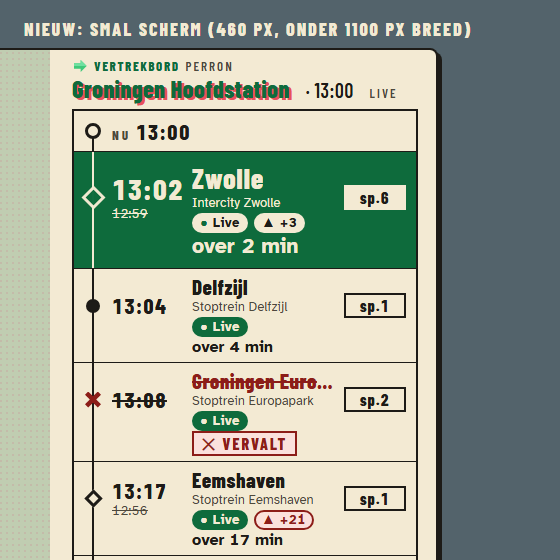 NIEUW: SMAL SCHERM (460 PX, ONDER 1100 PX BREED)
VERTREKBORD PERRON
Groningen Hoofdstation · 13:00 LIVE
NU 13:00
13:02 Zwolle sp.6
12:59 Intercity Zwolle
• Live ▲ +3
over 2 min
Delfzijl
13:04 Stoptrein Delfzijl sp.1
• Live
over 4 min
Groningen Euro...
13:08 Stoptrein Europapark sp.2
• Live
✕ VERVALT
Eemshaven
13:17 Stoptrein Eemshaven sp.1
12:56 • Live ▲ +21
over 17 min